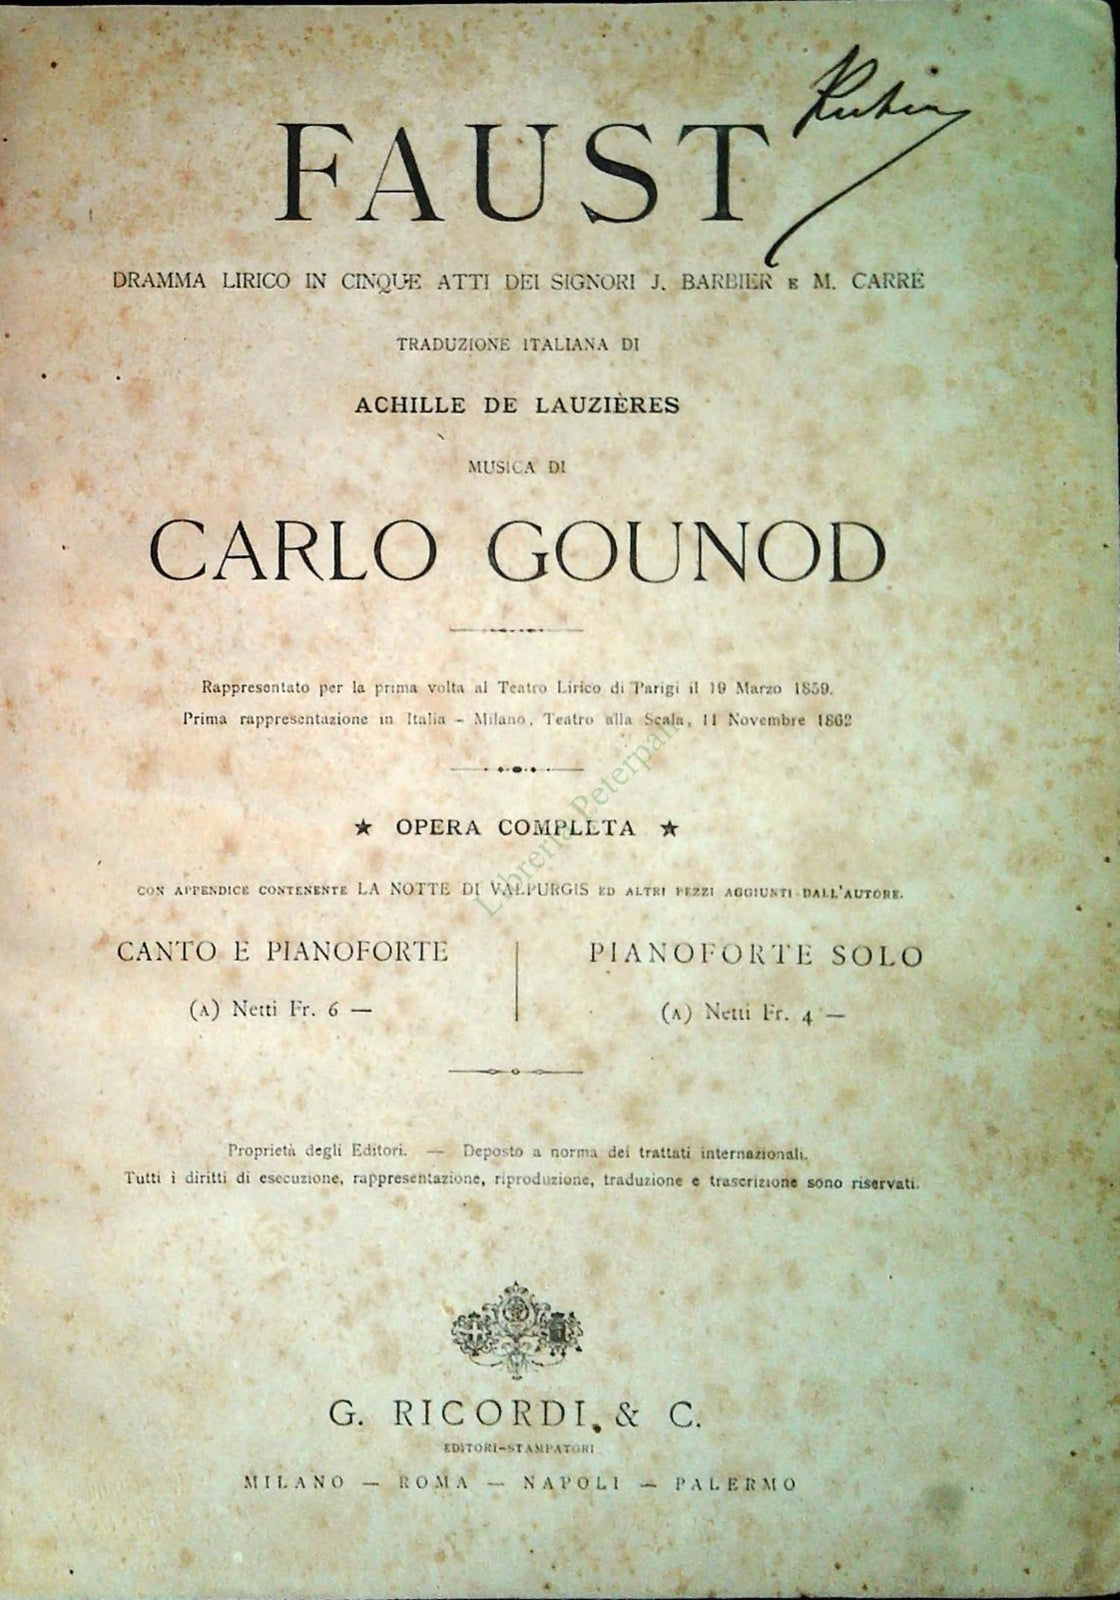 FAUST
DRAMMA LIRICO IN CINQUE ATTI DEI SIGNORI J. BARBIER E M. CARRÉ
TRADUZIONE ITALIANA DI
ACHILLE DE LAUZIÈRES
MUSICA DI
CARLO GOUNOD
Rappresentato per la prima volta al Teatro Lirico di Parigi il 19 Marzo 1859.
Prima rappresentazione in Italia - Milano, Teatro alla Scala, 11 Novembre 1862
★ OPERA COMPLETA ★
CON APPENDICE CONTENENTE LA NOTTE DI VALPURGIS ED ALTRI PEZZI AGGIUNTI DALL'AUTORE.
CANTO E PIANOFORTE
(A) Netti Fr. 6 —
PIANOFORTE SOLO
(A) Netti Fr. 4 —
Proprietà degli Editori. — Deposto a norma dei trattati internazionali.
Tutti i diritti di esecuzione, rappresentazione, riproduzione, traduzione e trascrizione sono riservati.
G. RICORDI & C.
EDITORI-STAMPATORI
MILANO — ROMA — NAPOLI — PALERMO
Libreria Peterpan